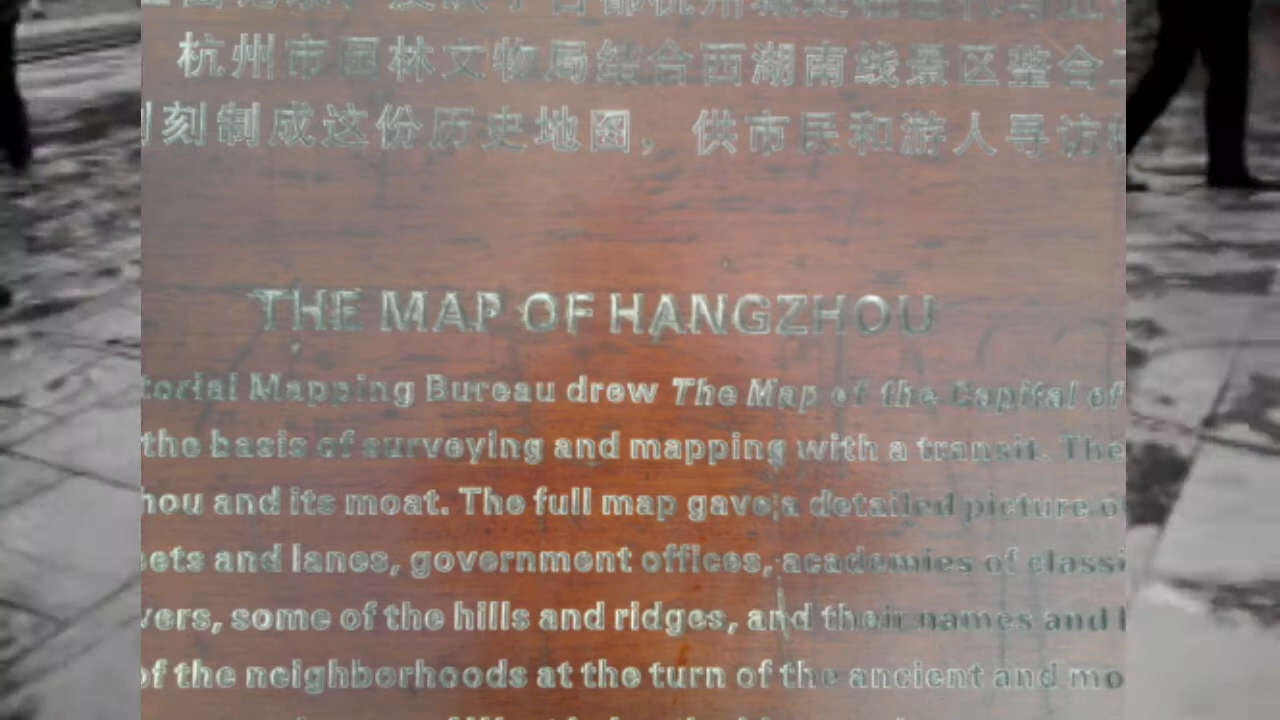 杭州市园林文物局结合西湖南线景区整合工
刻制成这份历史地图，供市民和游人寻访
THE MAP OF HANGZHOU
torial Mapping Bureau drew The Map of the Capital of
the basis of surveying and mapping with a transit. The
hou and its moat. The full map gave a detailed picture of
ets and lanes, government offices, academies of classi
vers, some of the hills and ridges, and their names and
of the neighborhoods at the turn of the ancient and mo